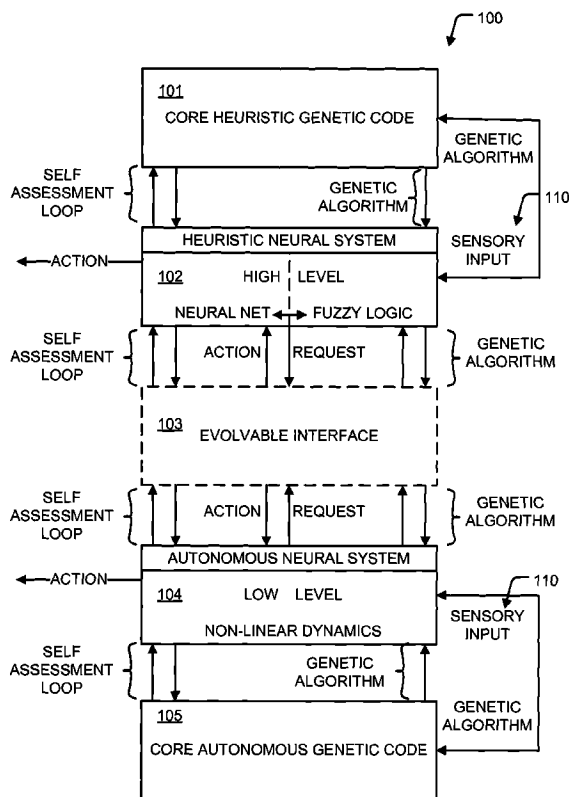 100
101
CORE HEURISTIC GENETIC CODE
GENETIC
ALGORITHM
SELF
ASSESSMENT
LOOP
GENETIC
ALGORITHM
110
SENSORY
INPUT
HEURISTIC NEURAL SYSTEM
ACTION
102
HIGH LEVEL
NEURAL NET FUZZY LOGIC
SELF
ASSESSMENT
LOOP
ACTION REQUEST
GENETIC
ALGORITHM
103
EVOLVABLE INTERFACE
SELF
ASSESSMENT
LOOP
ACTION REQUEST
GENETIC
ALGORITHM
AUTONOMOUS NEURAL SYSTEM
ACTION
104
LOW LEVEL
NON-LINEAR DYNAMICS
110
SENSORY
INPUT
SELF
ASSESSMENT
LOOP
GENETIC
ALGORITHM
GENETIC
ALGORITHM
105
CORE AUTONOMOUS GENETIC CODE